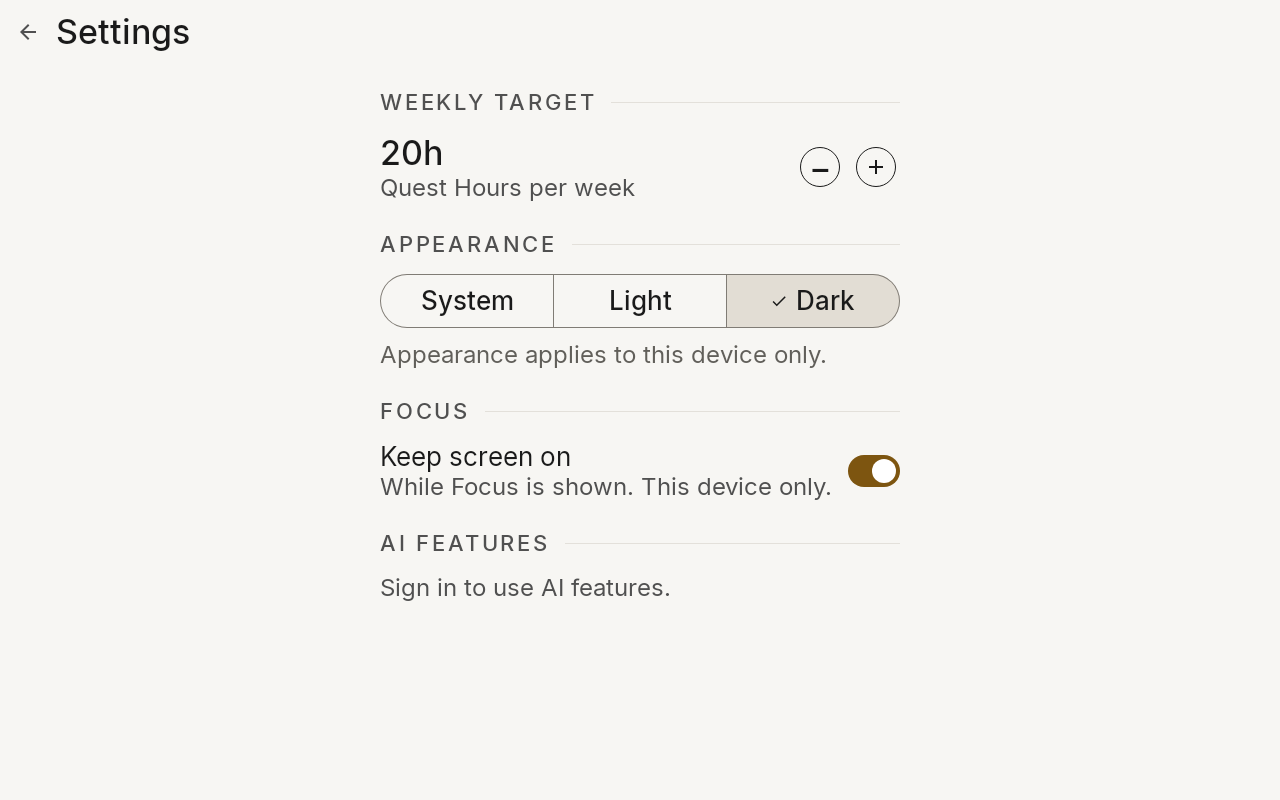 Settings
WEEKLY TARGET
20h
Quest Hours per week
APPEARANCE
System
Light
Dark
Appearance applies to this device only.
FOCUS
Keep screen on
While Focus is shown. This device only.
AI FEATURES
Sign in to use AI features.